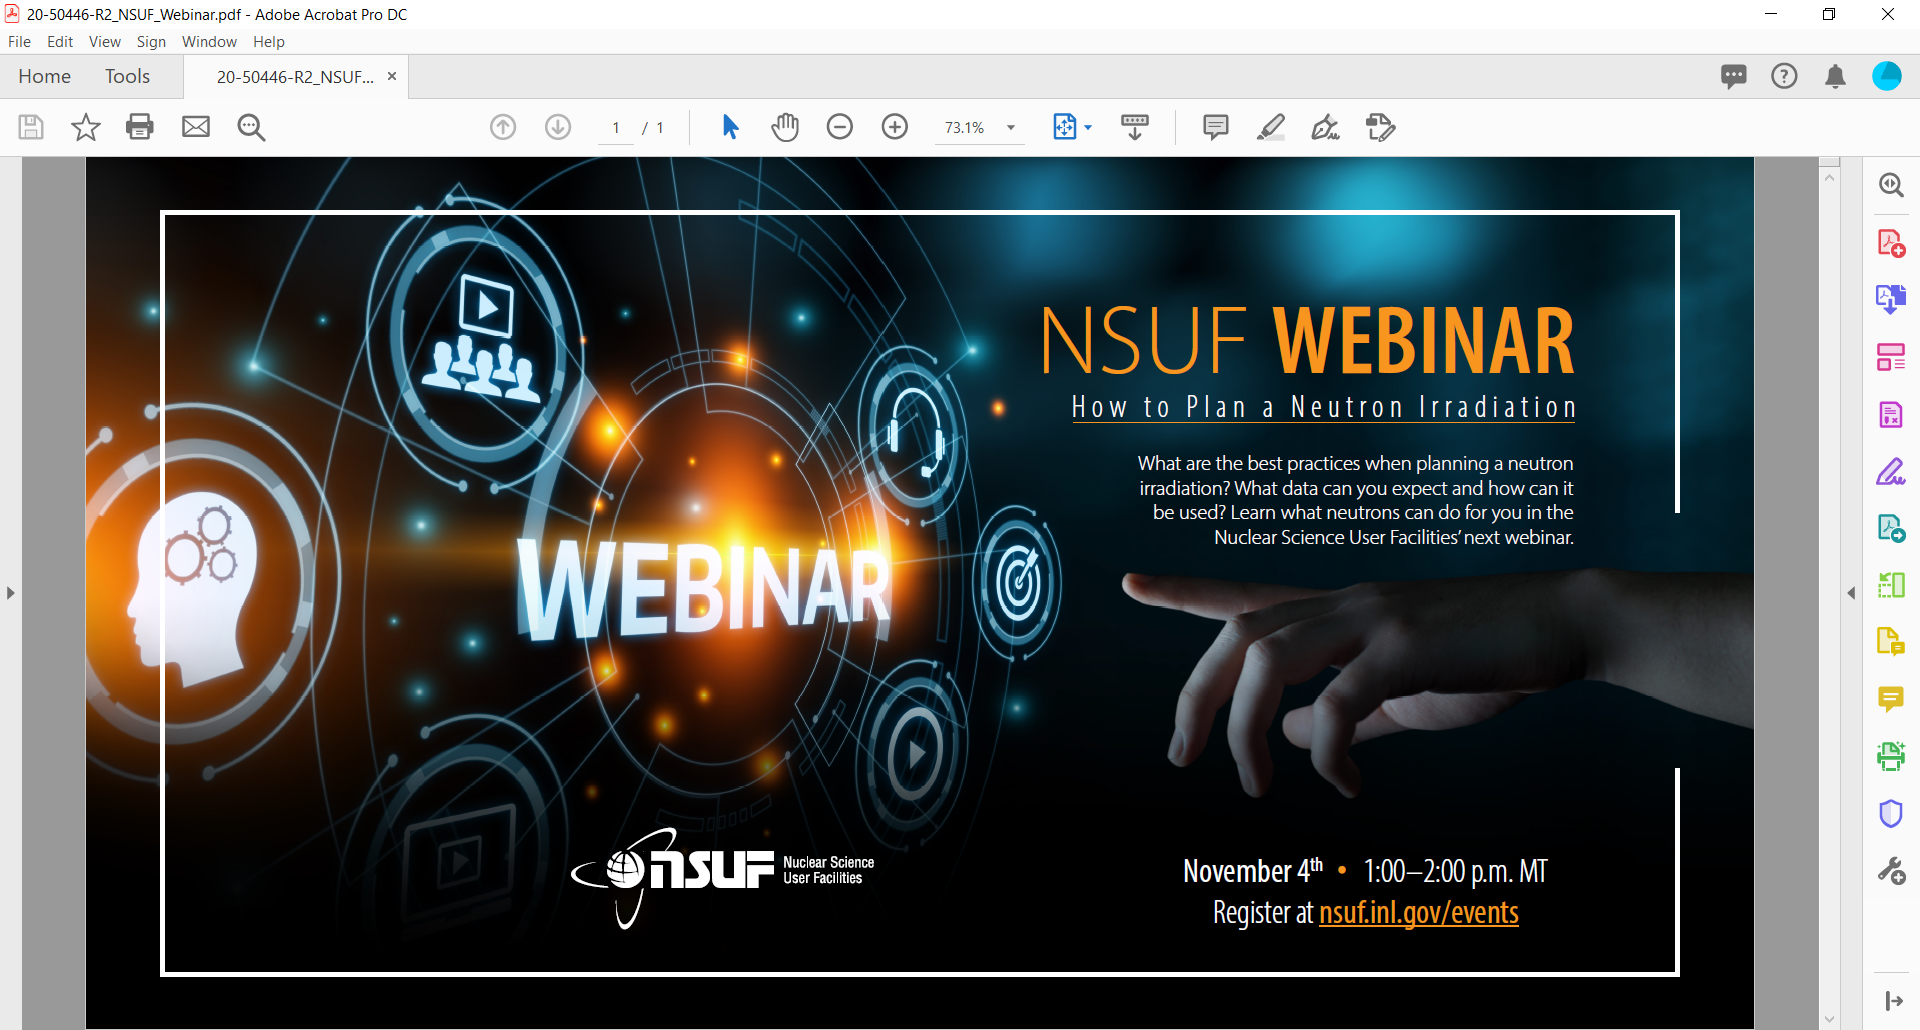 20-50446-R2_NSUF_Webinar.pdf - Adobe Acrobat Pro DC
File Edit View Sign Window Help
Home Tools 20-50446-R2_NSUF... ×
1 / 1 73.1%
NSUF WEBINAR
How to Plan a Neutron Irradiation
What are the best practices when planning a neutron
irradiation? What data can you expect and how can it
be used? Learn what neutrons can do for you in the
Nuclear Science User Facilities' next webinar.
WEBINAR
nsuf Nuclear Science
User Facilities
November 4th • 1:00–2:00 p.m. MT
Register at nsuf.inl.gov/events